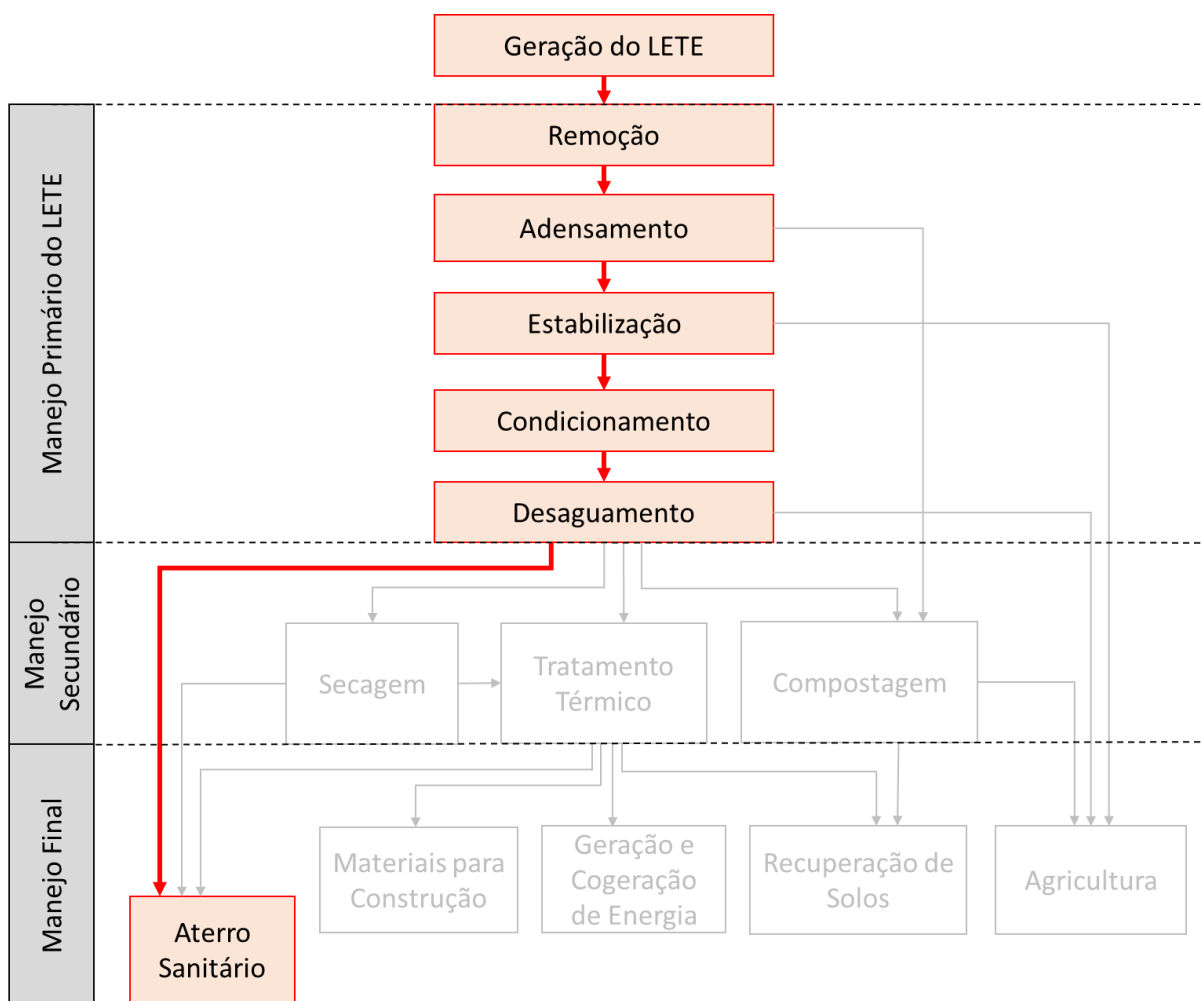 Geração do LETE
Manejo Primário do LETE
Remoção
Adensamento
Estabilização
Condicionamento
Desaguamento
Manejo
Secundário
Secagem
Tratamento
Térmico
Compostagem
Manejo Final
Materiais para
Construção
Geração e
Cogeração
de Energia
Recuperação de
Solos
Agricultura
Aterro
Sanitário